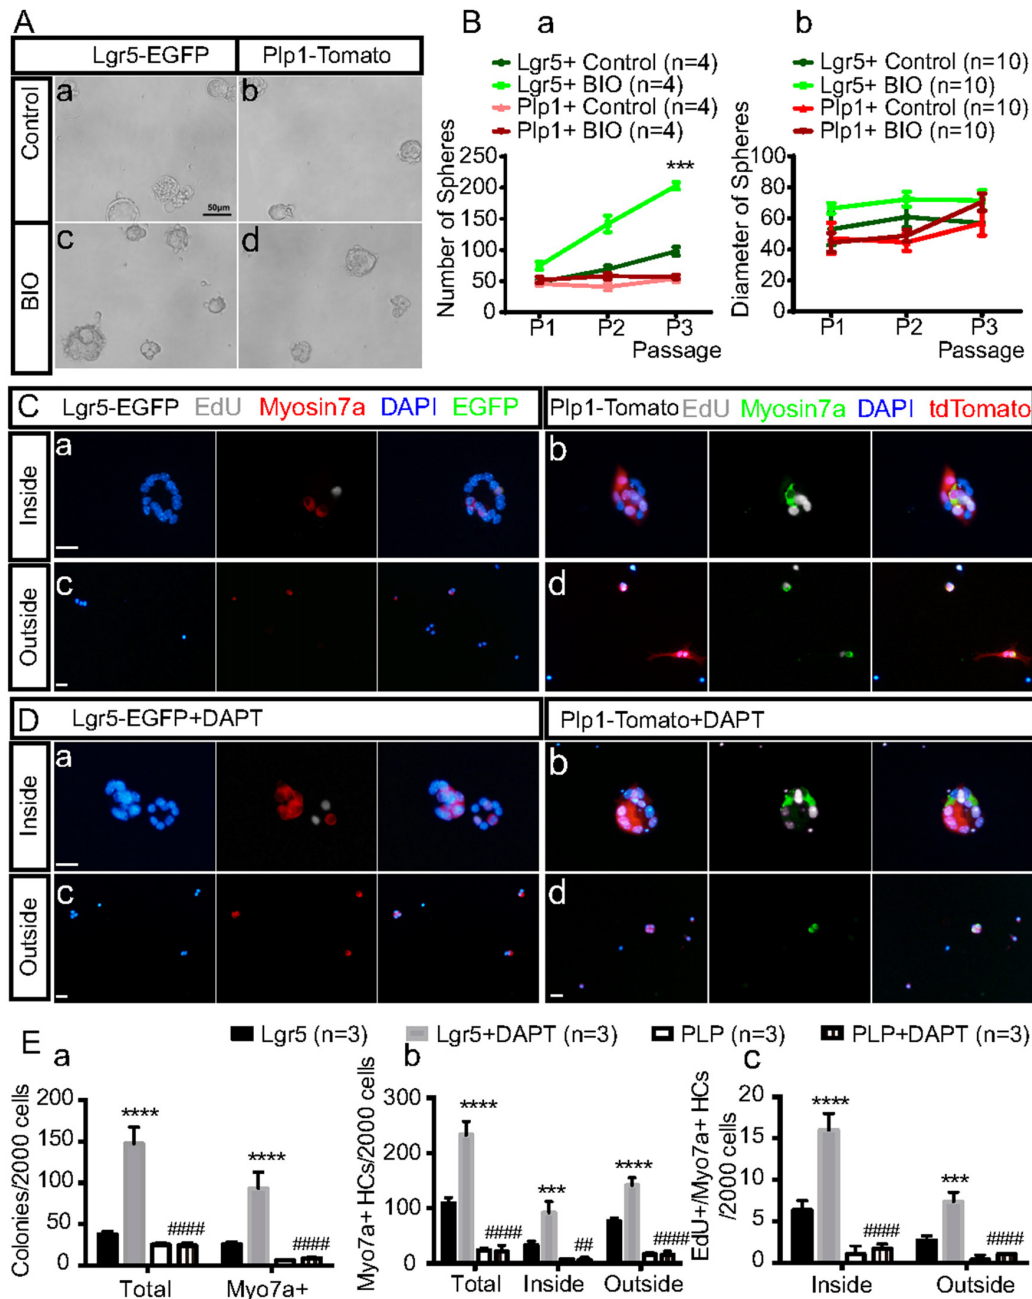 A
Lgr5-EGFP Plp1-Tomato
Control
a b
50μm
BIO
c d
B
a
Lgr5+ Control (n=4)
Lgr5+ BIO (n=4)
Plp1+ Control (n=4)
Plp1+ BIO (n=4)
Number of Spheres
250
200
150
100
50
0
***
P1 P2 P3
Passage
b
Lgr5+ Control (n=10)
Lgr5+ BIO (n=10)
Plp1+ Control (n=10)
Plp1+ BIO (n=10)
Diameter of Spheres
100
80
60
40
20
0
P1 P2 P3
Passage
C Lgr5-EGFP EdU Myosin7a DAPI EGFP
Plp1-Tomato EdU Myosin7a DAPI tdTomato
Inside
a b
Outside
c d
D Lgr5-EGFP+DAPT Plp1-Tomato+DAPT
Inside
a b
Outside
c d
E
Lgr5 (n=3) Lgr5+DAPT (n=3) PLP (n=3) PLP+DAPT (n=3)
a
Colonies/2000 cells
200
150
100
50
0
**** ****
#### ####
Total Myo7a+
b
Myo7a+ HCs/2000 cells
300
200
100
0
**** *** ****
#### ## ####
Total Inside Outside
c
EdU+/Myo7a+ HCs
/2000 cells
20
15
10
5
0
**** ***
#### ####
Inside Outside